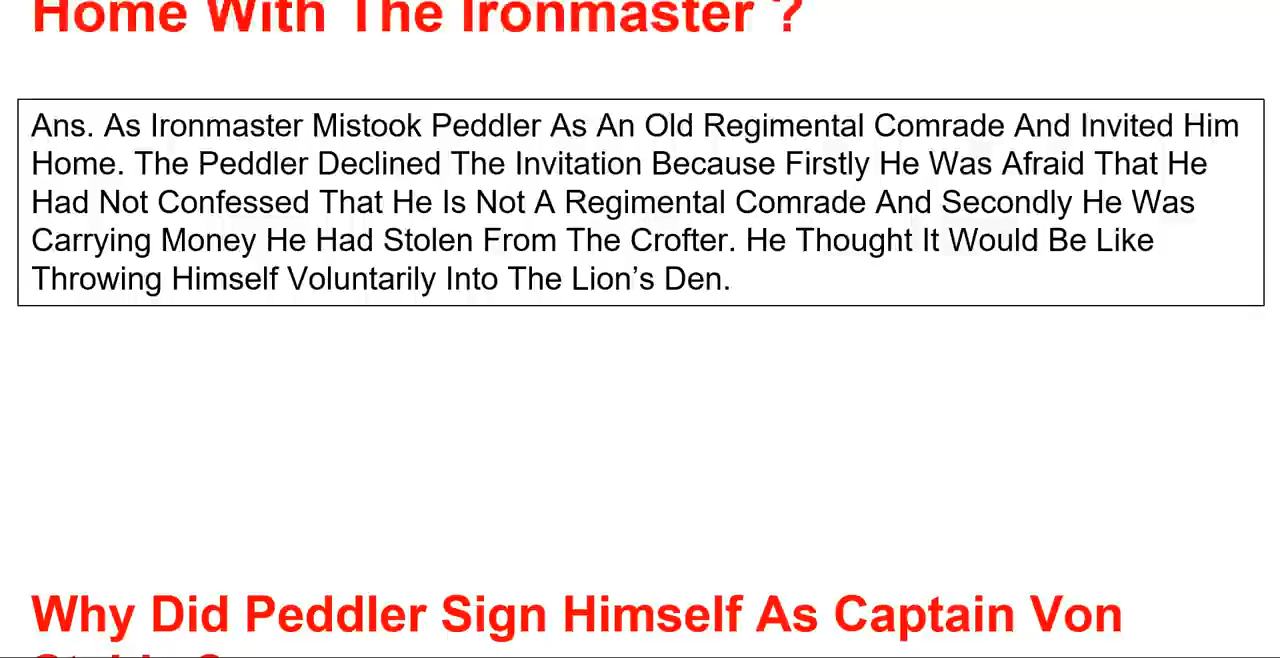 Home With The Ironmaster ?
Ans. As Ironmaster Mistook Peddler As An Old Regimental Comrade And Invited Him
Home. The Peddler Declined The Invitation Because Firstly He Was Afraid That He
Had Not Confessed That He Is Not A Regimental Comrade And Secondly He Was
Carrying Money He Had Stolen From The Crofter. He Thought It Would Be Like
Throwing Himself Voluntarily Into The Lion’s Den.
Why Did Peddler Sign Himself As Captain Von